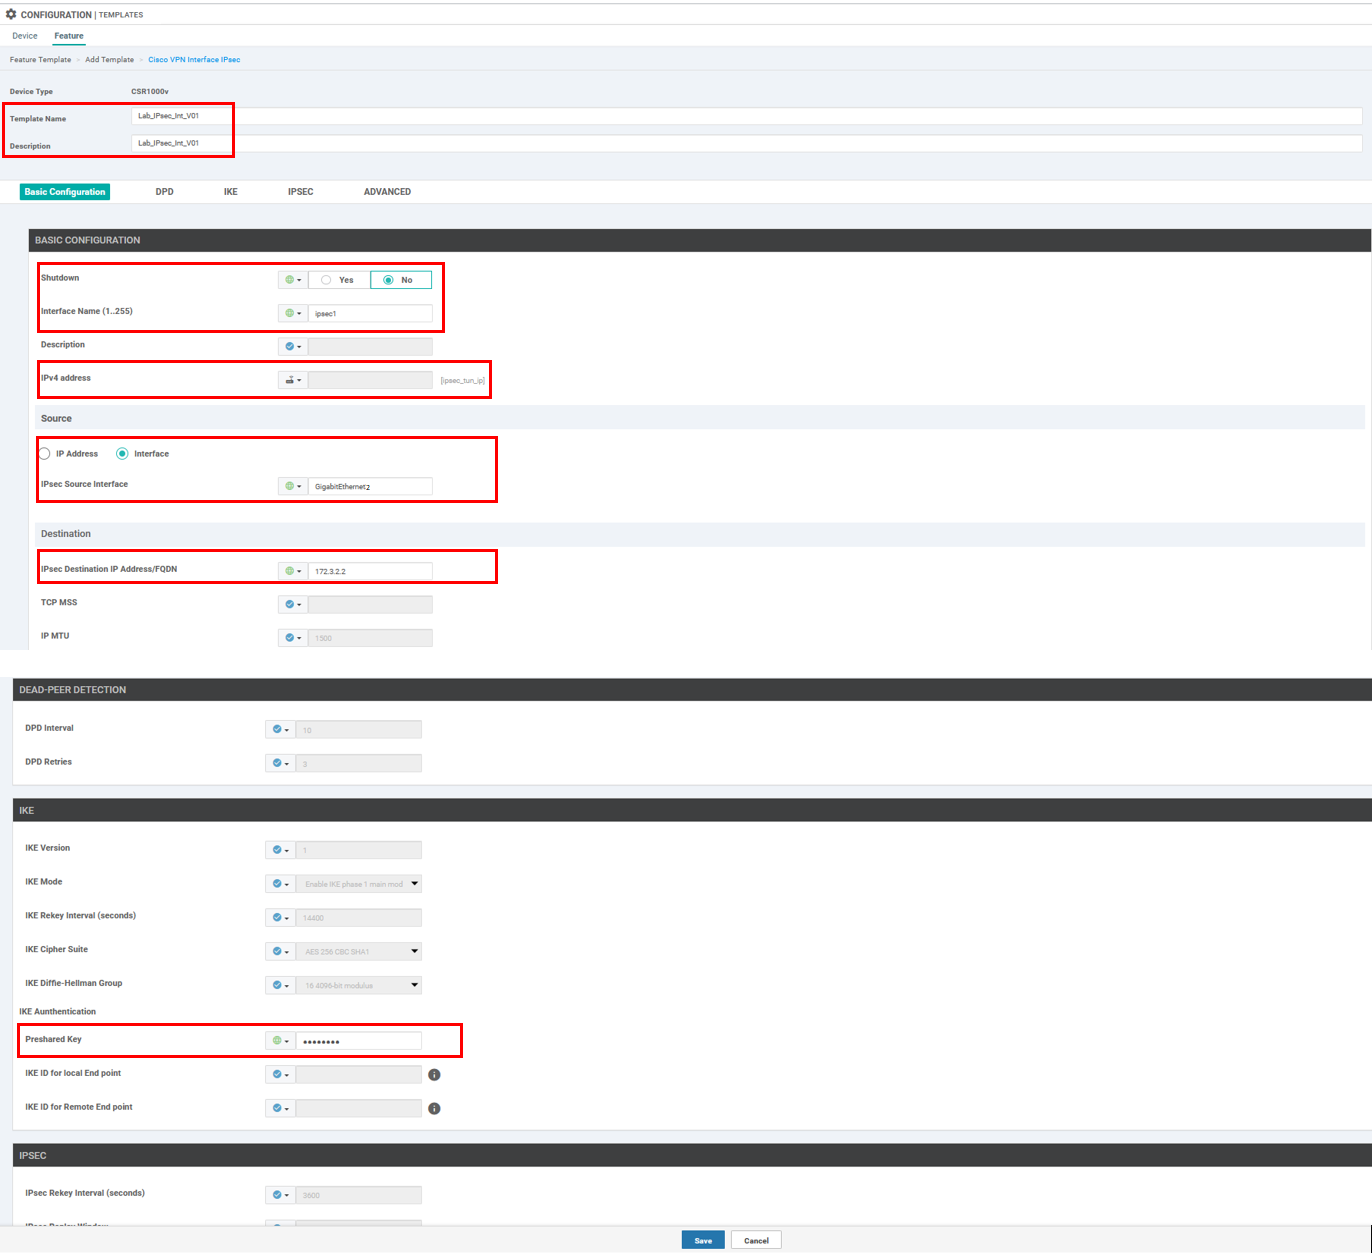 CONFIGURATION | TEMPLATES
Device Feature
Feature Template Add Template Cisco VPN Interface IPsec
Device Type CSR1000v
Template Name Lab_IPsec_Int_V01
Description Lab_IPsec_Int_V01
Basic Configuration DPD IKE IPSEC ADVANCED
BASIC CONFIGURATION
Shutdown Yes No
Interface Name (1..255) ipsec1
Description
IPv4 address [ipsec_tun_ip]
Source
IP Address Interface
IPsec Source Interface GigabitEthernet2
Destination
IPsec Destination IP Address/FQDN 172.3.2.2
TCP MSS
IP MTU 1500
DEAD-PEER DETECTION
DPD Interval 10
DPD Retries 3
IKE
IKE Version 1
IKE Mode Enable IKE phase 1 main mod
IKE Rekey Interval (seconds) 14400
IKE Cipher Suite AES 256 CBC SHA1
IKE Diffie-Hellman Group 16 4096-bit modulus
IKE Aunthentication
Preshared Key ••••••••
IKE ID for local End point
IKE ID for Remote End point
IPSEC
IPsec Rekey Interval (seconds) 3600
IPsec Replay Window
Save Cancel